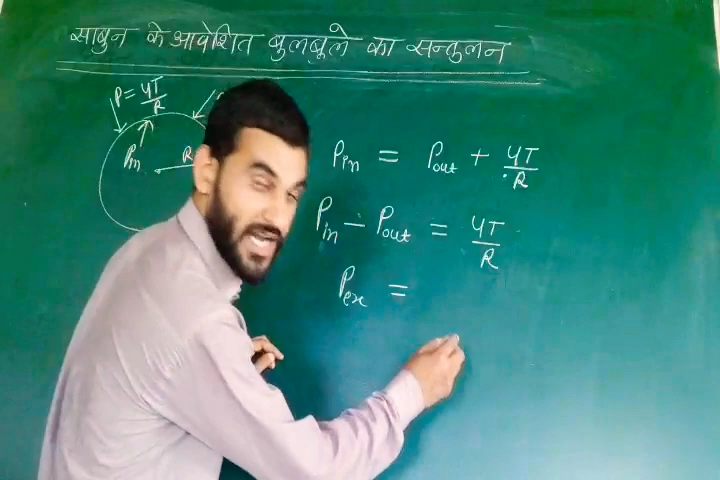 साबुन के आवेशित बुलबुले का सन्तुलन
P = 4T/R
Pin
R
Pin = Pout + 4T/R
Pin − Pout = 4T/R
Pex =